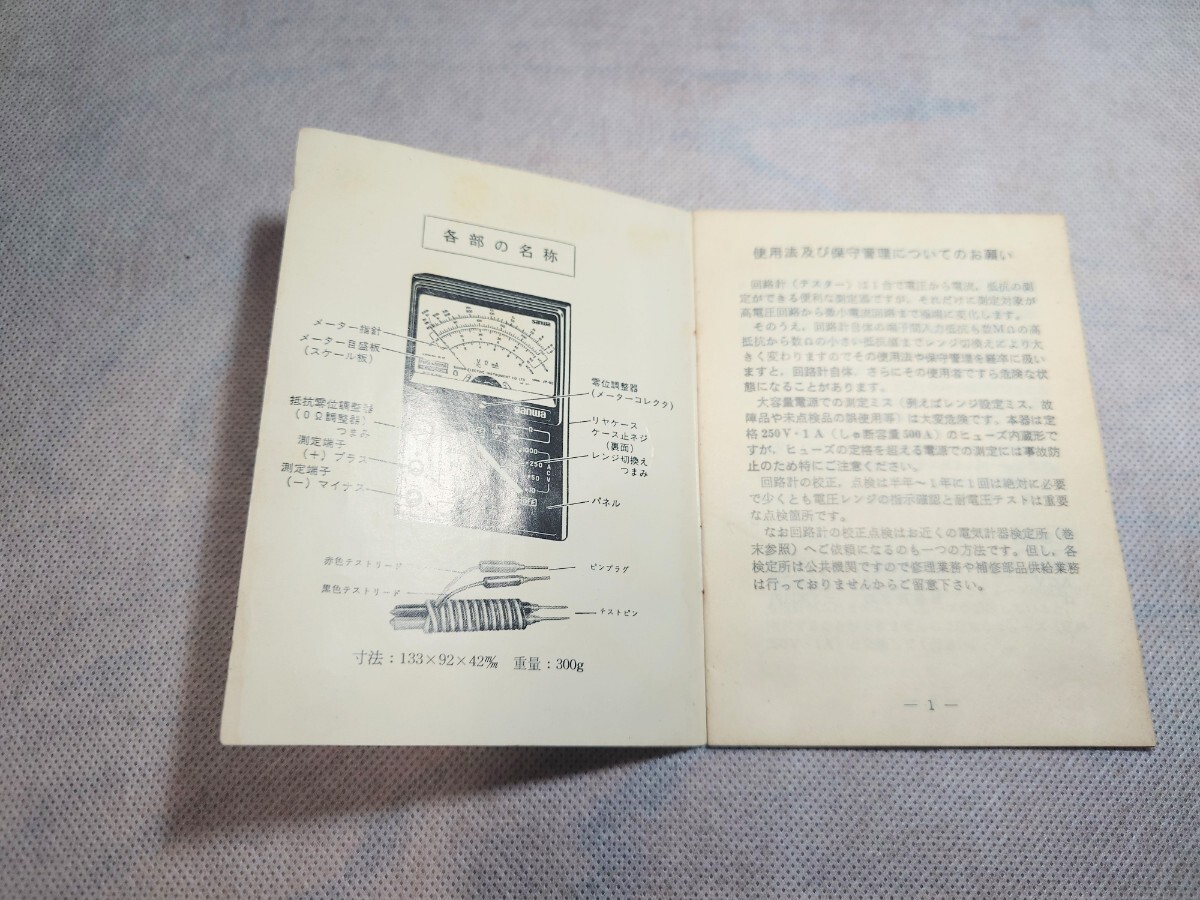 各部の名称
メーター指針
メーター目盛板
(スケール板)
抵抗零位調整器
(0Ω調整器)
つまみ
測定端子
(+)プラス
測定端子
(−)マイナス
sanwa
sanwa
零位調整器
(メーターコレクタ)
リヤケース
ケース止ネジ
(裏面)
レンジ切換え
つまみ
パネル
赤色テストリード
黒色テストリード
ピンプラグ
テストピン
寸法:133×92×42㎜ 重量:300g
使用法及び保守管理についてのお願い
回路計(テスター)は1台で電圧から電流、抵抗の測
定ができる便利な測定器ですが、それだけに測定対象が
高電圧回路から微小電流回路まで極端に変化します。
そのうえ、回路計自体の端子間入力抵抗も数MΩの高
抵抗から数Ωの小さい抵抗値までレンジ切換えにより大
きく変わりますのでその使用法や保守管理を軽率に扱い
ますと、回路計自体、さらにその使用者ですら危険な状
態になることがあります。
大容量電源での測定ミス(例えばレンジ設定ミス、故
障品や未点検品の誤使用等)は大変危険です。本器は定
格250V・1A(しゃ断容量500A)のヒューズ内蔵形で
すが、ヒューズの定格を超える電源での測定には事故防
止のため特にご注意ください。
回路計の校正、点検は半年〜1年に1回は絶対に必要
で少くとも電圧レンジの指示確認と耐電圧テストは重要
な点検箇所です。
なお回路計の校正点検はお近くの電気計器検定所(巻
末参照)へご依頼になるのも一つの方法です。但し、各
検定所は公共機関ですので修理業務や補修部品供給業務
は行っておりませんからご留意下さい。
— 1 —